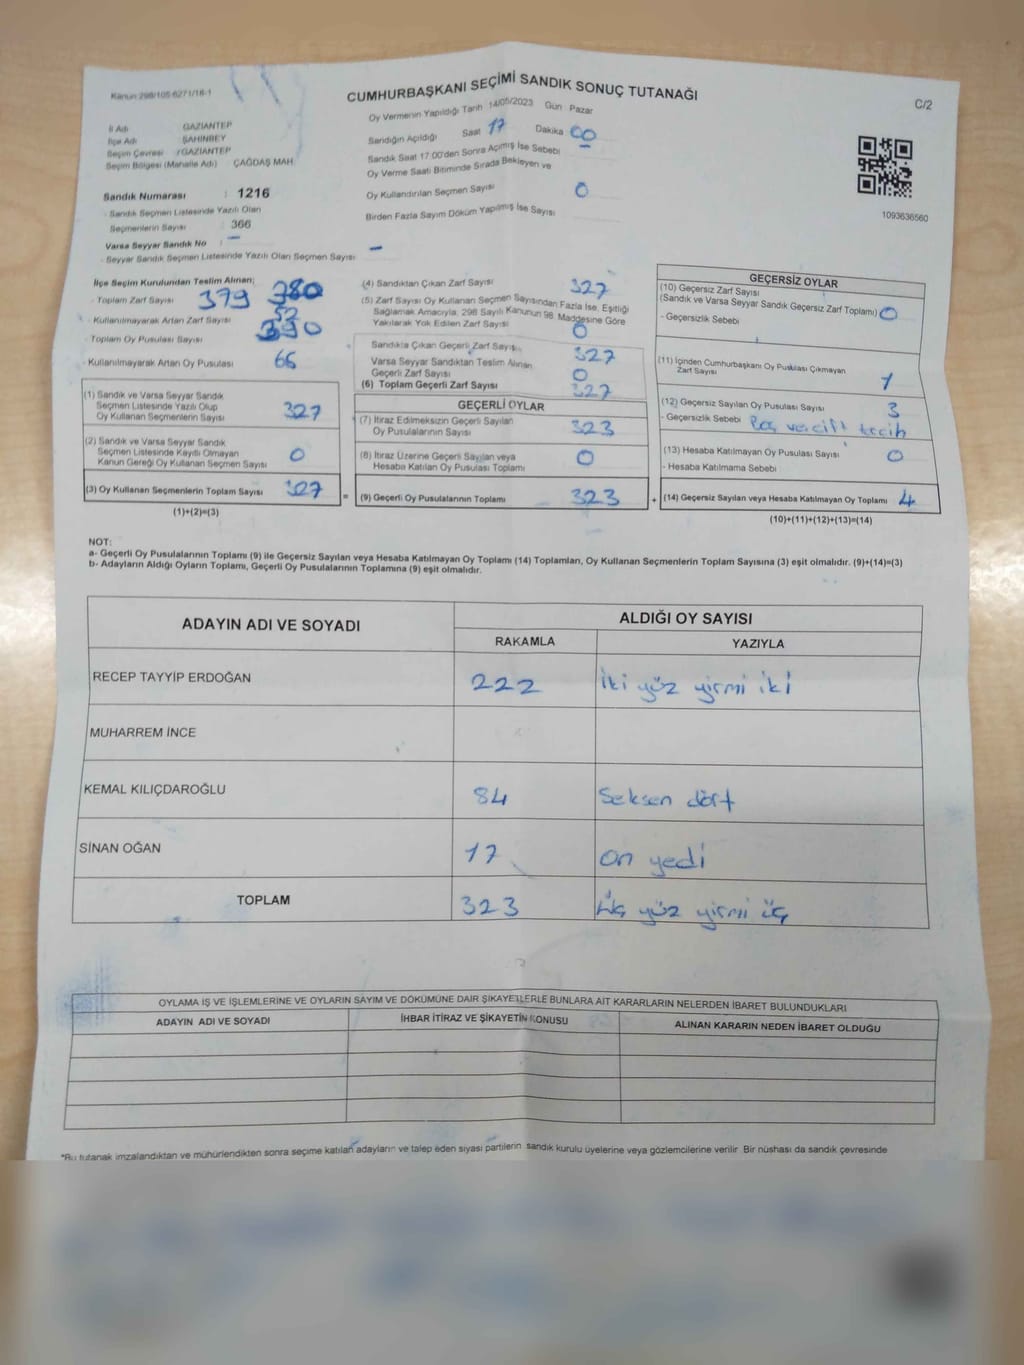 Kanun 298/105-6271/18-1
CUMHURBAŞKANI SEÇİMİ SANDIK SONUÇ TUTANAĞI
C/2
Oy Vermenin Yapıldığı Tarih 14/05/2023 Gün Pazar
İl Adı GAZİANTEP
İlçe Adı ŞAHİNBEY
Seçim Çevresi GAZİANTEP
Seçim Bölgesi (Mahalle Adı) ÇAĞDAŞ MAH.
Sandığın Açıldığı Saat 17 Dakika 00
Sandık Saat 17:00'den Sonra Açılmış İse Sebebi
Oy Verme Saati Bitiminde Sırada Bekleyen ve
Oy Kullandırılan Seçmen Sayısı 0
Birden Fazla Sayım Döküm Yapılmış İse Sayısı
1093636560
Sandık Numarası : 1216
- Sandık Seçmen Listesinde Yazılı Olan
Seçmenlerin Sayısı : 366
Varsa Seyyar Sandık No : -
- Seyyar Sandık Seçmen Listesinde Yazılı Olan Seçmen Sayısı : -
İlçe Seçim Kurulundan Teslim Alınan;
- Toplam Zarf Sayısı 379 380
- Kullanılmayarak Artan Zarf Sayısı 52
- Toplam Oy Pusulası Sayısı
- Kullanılmayarak Artan Oy Pusulası 66
(1) Sandık ve Varsa Seyyar Sandık
Seçmen Listesinde Yazılı Olup
Oy Kullanan Seçmenlerin Sayısı 327
(2) Sandık ve Varsa Seyyar Sandık
Seçmen Listesinde Kayıtlı Olmayan
Kanun Gereği Oy Kullanan Seçmen Sayısı 0
(3) Oy Kullanan Seçmenlerin Toplam Sayısı 327
(1)+(2)=(3)
=
(4) Sandıktan Çıkan Zarf Sayısı 327
(5) Zarf Sayısı Oy Kullanan Seçmen Sayısından Fazla İse, Eşitliği
Sağlamak Amacıyla, 298 Sayılı Kanunun 98. Maddesine Göre
Yakılarak Yok Edilen Zarf Sayısı 0
Sandıkta Çıkan Geçerli Zarf Sayısı 327
Varsa Seyyar Sandıktan Teslim Alınan
Geçerli Zarf Sayısı 0
(6) Toplam Geçerli Zarf Sayısı 327
GEÇERLİ OYLAR
(7) İtiraz Edilmeksizin Geçerli Sayılan
Oy Pusulalarının Sayısı 323
(8) İtiraz Üzerine Geçerli Sayılan veya
Hesaba Katılan Oy Pusulası Toplamı 0
(9) Geçerli Oy Pusulalarının Toplamı 323
+
GEÇERSİZ OYLAR
(10) Geçersiz Zarf Sayısı
(Sandık ve Varsa Seyyar Sandık Geçersiz Zarf Toplamı) 0
- Geçersizlik Sebebi
(11) İçinden Cumhurbaşkanı Oy Pusulası Çıkmayan
Zarf Sayısı 1
(12) Geçersiz Sayılan Oy Pusulası Sayısı 3
- Geçersizlik Sebebi Boş ve çift tercih
(13) Hesaba Katılmayan Oy Pusulası Sayısı 0
- Hesaba Katılmama Sebebi
(14) Geçersiz Sayılan veya Hesaba Katılmayan Oy Toplamı 4
(10)+(11)+(12)+(13)=(14)
NOT:
a- Geçerli Oy Pusulalarının Toplamı (9) ile Geçersiz Sayılan veya Hesaba Katılmayan Oy Toplamı (14) Toplamları, Oy Kullanan Seçmenlerin Toplam Sayısına (3) eşit olmalıdır. (9)+(14)=(3)
b- Adayların Aldığı Oyların Toplamı, Geçerli Oy Pusulalarının Toplamına (9) eşit olmalıdır.
ADAYIN ADI VE SOYADI
ALDIĞI OY SAYISI
RAKAMLA YAZIYLA
RECEP TAYYİP ERDOĞAN 222 İki yüz yirmi iki
MUHARREM İNCE
KEMAL KILIÇDAROĞLU 84 Seksen dört
SİNAN OĞAN 17 On yedi
TOPLAM 323 Üç yüz yirmi üç
OYLAMA İŞ VE İŞLEMLERİNE VE OYLARIN SAYIM VE DÖKÜMÜNE DAİR ŞİKAYETLERLE BUNLARA AİT KARARLARIN NELERDEN İBARET BULUNDUKLARI
ADAYIN ADI VE SOYADI İHBAR İTİRAZ VE ŞİKAYETİN KONUSU ALINAN KARARIN NEDEN İBARET OLDUĞU
*Bu tutanak imzalandıktan ve mühürlendikten sonra seçime katılan adayların ve talep eden siyasi partilerin sandık kurulu üyelerine veya gözlemcilerine verilir. Bir nüshası da sandık çevresinde